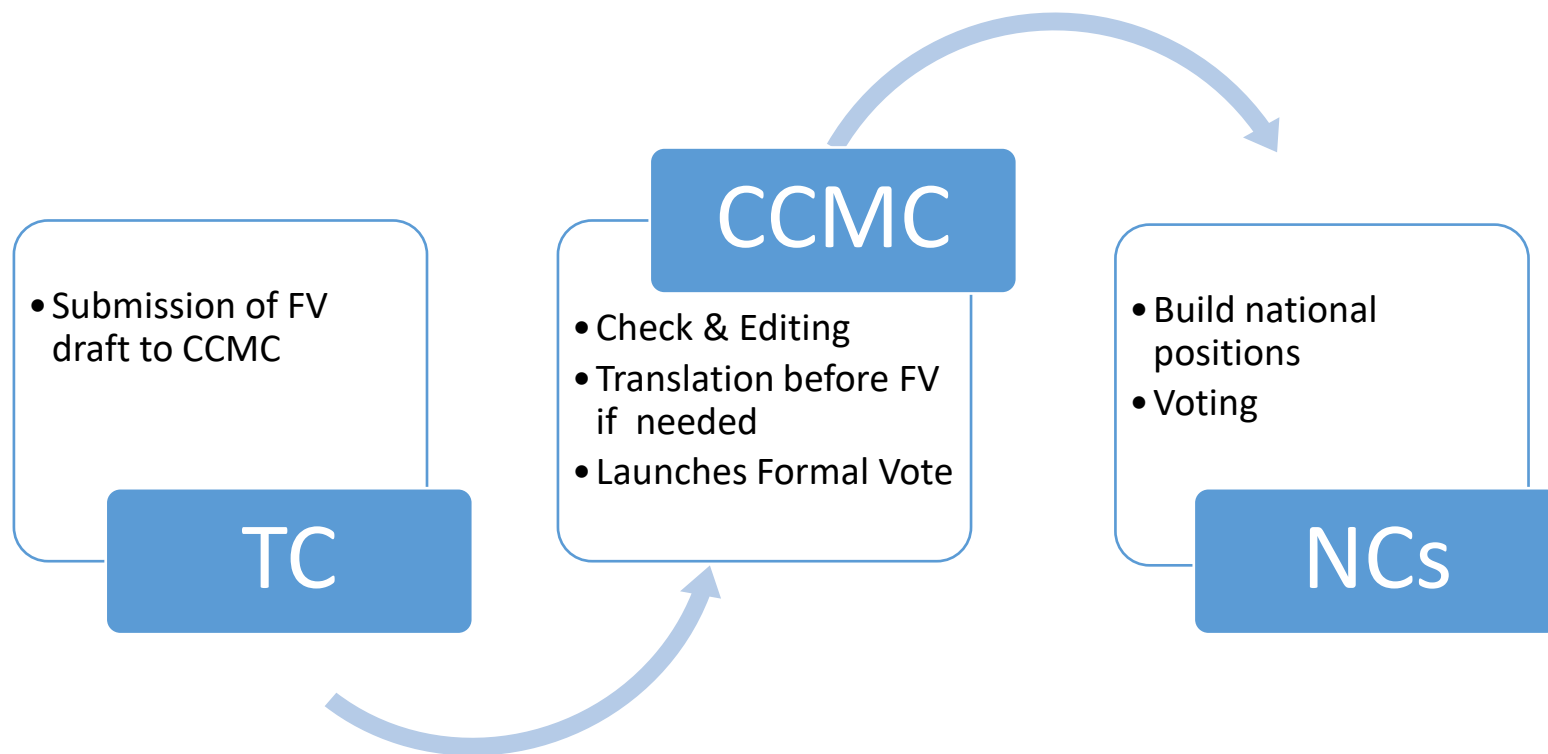 • Submission of FV
draft to CCMC
TC
CCMC
• Check & Editing
• Translation before FV
if needed
• Launches Formal Vote
• Build national
positions
• Voting
NCs